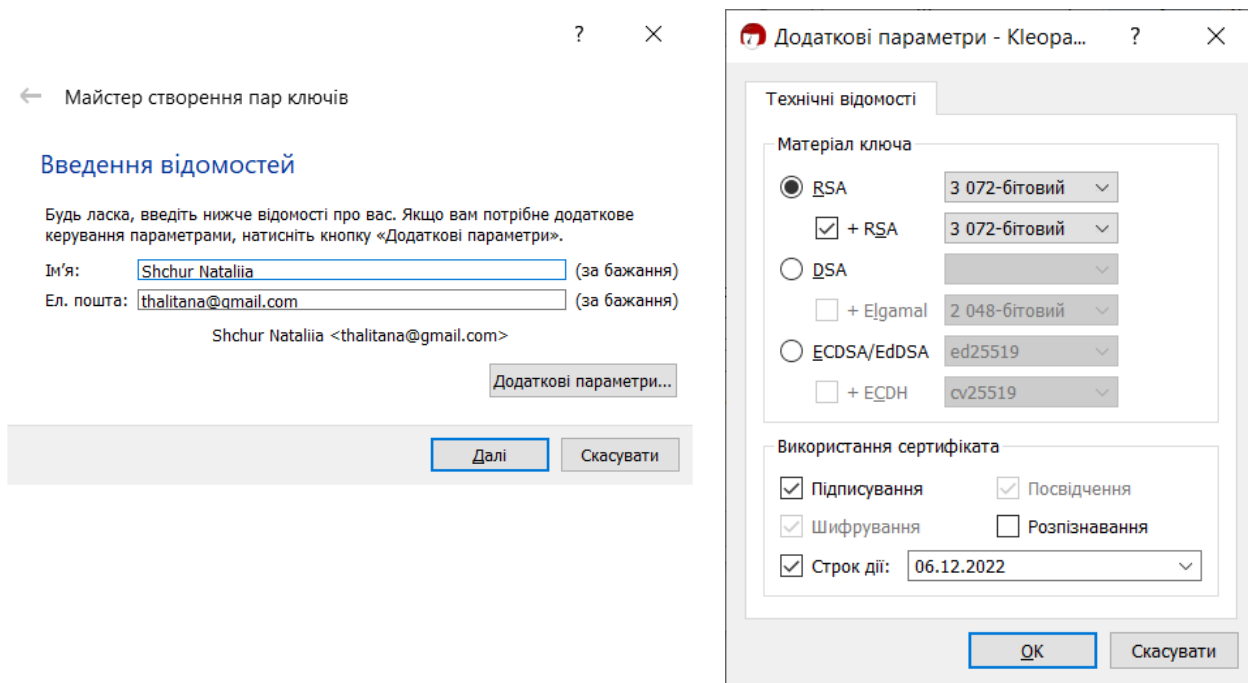 ?
Майстер створення пар ключів
Введення відомостей
Будь ласка, введіть нижче відомості про вас. Якщо вам потрібне додаткове
керування параметрами, натисніть кнопку «Додаткові параметри».
Ім’я: Shchur Nataliia (за бажання)
Ел. пошта: thalitana@gmail.com (за бажання)
Shchur Nataliia <thalitana@gmail.com>
Додаткові параметри...
Далі Скасувати
Додаткові параметри - Kleopa... ?
Технічні відомості
Матеріал ключа
RSA 3 072-бітовий
+ RSA 3 072-бітовий
DSA
+ Elgamal 2 048-бітовий
ECDSA/EdDSA ed25519
+ ECDH cv25519
Використання сертифіката
Підписування Посвідчення
Шифрування Розпізнавання
Строк дії: 06.12.2022
OK Скасувати